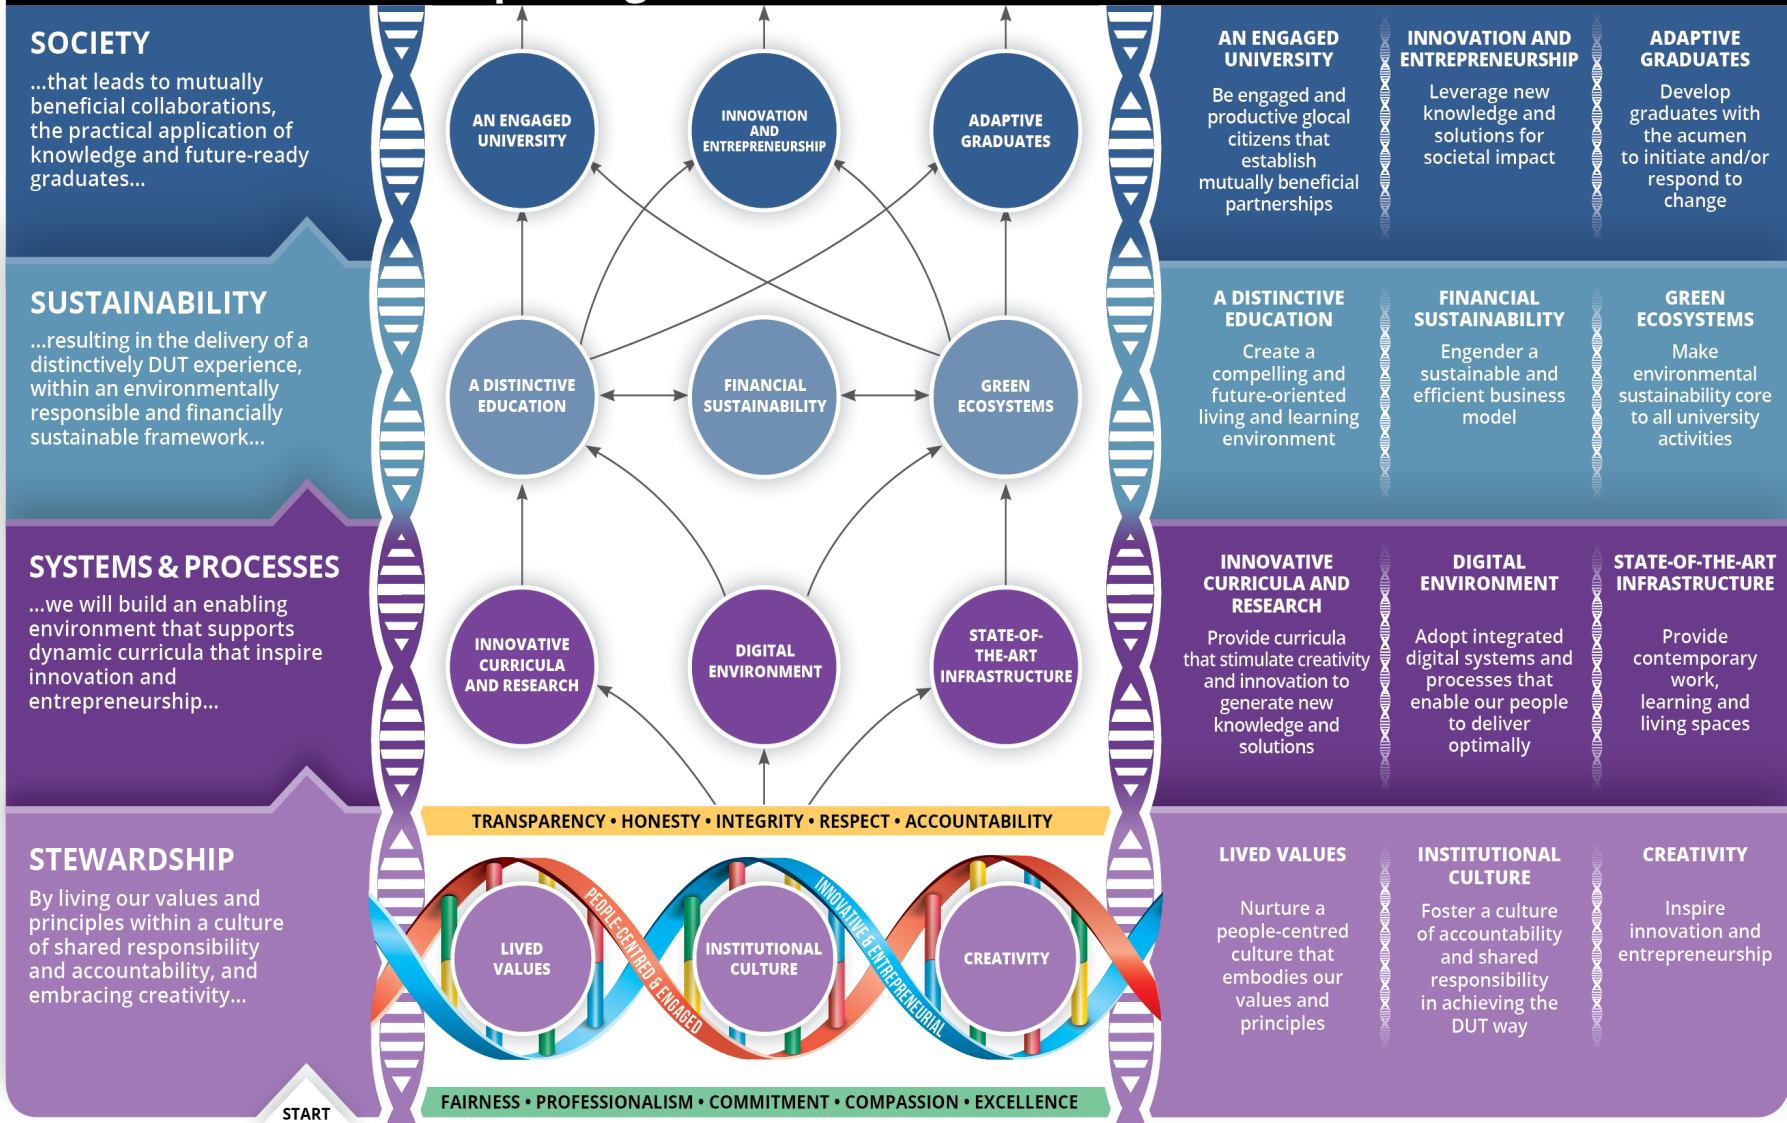 SOCIETY
...that leads to mutually
beneficial collaborations,
the practical application of
knowledge and future-ready
graduates...
AN ENGAGED
UNIVERSITY
INNOVATION
AND
ENTREPRENEURSHIP
ADAPTIVE
GRADUATES
AN ENGAGED
UNIVERSITY
Be engaged and
productive glocal
citizens that
establish
mutually beneficial
partnerships
INNOVATION AND
ENTREPRENEURSHIP
Leverage new
knowledge and
solutions for
societal impact
ADAPTIVE
GRADUATES
Develop
graduates with
the acumen
to initiate and/or
respond to
change
SUSTAINABILITY
...resulting in the delivery of a
distinctively DUT experience,
within an environmentally
responsible and financially
sustainable framework...
A DISTINCTIVE
EDUCATION
FINANCIAL
SUSTAINABILITY
GREEN
ECOSYSTEMS
A DISTINCTIVE
EDUCATION
Create a
compelling and
future-oriented
living and learning
environment
FINANCIAL
SUSTAINABILITY
Engender a
sustainable and
efficient business
model
GREEN
ECOSYSTEMS
Make
environmental
sustainability core
to all university
activities
SYSTEMS & PROCESSES
...we will build an enabling
environment that supports
dynamic curricula that inspire
innovation and
entrepreneurship...
INNOVATIVE
CURRICULA
AND RESEARCH
DIGITAL
ENVIRONMENT
STATE-OF-
THE-ART
INFRASTRUCTURE
INNOVATIVE
CURRICULA AND
RESEARCH
Provide curricula
that stimulate creativity
and innovation to
generate new
knowledge and
solutions
DIGITAL
ENVIRONMENT
Adopt integrated
digital systems and
processes that
enable our people
to deliver
optimally
STATE-OF-THE-ART
INFRASTRUCTURE
Provide
contemporary
work,
learning and
living spaces
STEWARDSHIP
By living our values and
principles within a culture
of shared responsibility
and accountability, and
embracing creativity...
START
TRANSPARENCY • HONESTY • INTEGRITY • RESPECT • ACCOUNTABILITY
LIVED
VALUES
PEOPLE-CENTRED & ENGAGED
INSTITUTIONAL
CULTURE
INNOVATIVE & ENTREPRENEURIAL
CREATIVITY
FAIRNESS • PROFESSIONALISM • COMMITMENT • COMPASSION • EXCELLENCE
LIVED VALUES
Nurture a
people-centred
culture that
embodies our
values and
principles
INSTITUTIONAL
CULTURE
Foster a culture
of accountability
and shared
responsibility
in achieving the
DUT way
CREATIVITY
Inspire
innovation and
entrepreneurship